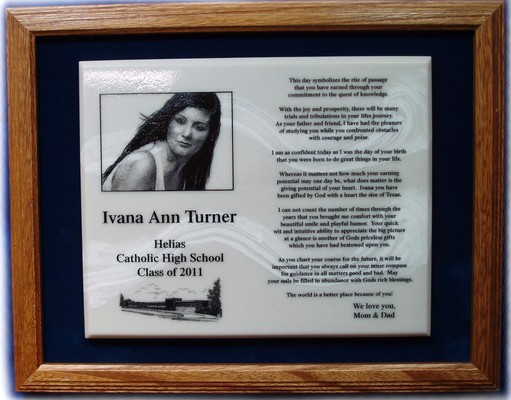 Ivana Ann Turner
Helias
Catholic High School
Class of 2011
This day symbolizes the rite of passage
that you have earned through your
commitment to the quest of knowledge.
With the joy and prosperity, there will be many
trials and tribulations in your lifes journey.
As your father and friend, I have had the pleasure
of studying you while you confronted obstacles
with courage and poise.
I am as confident today as I was the day of your birth
that you were born to do great things in your life.
Whereas it matters not how much your earning
potential may one day be, what does matter is the
giving potential of your heart. Ivana you have
been gifted by God with a heart the size of Texas.
I can not count the number of times through the
years that you brought me comfort with your
beautiful smile and playful humor. Your quick
wit and intuitive ability to appreciate the big picture
at a glance is another of Gods priceless gifts
which you have had bestowed upon you.
As you chart your course for the future, it will be
important that you always call on your inner compass
for guidance in all matters good and bad. May
your sails be filled in abundance with Gods rich blessings.
The world is a better place because of you!
We love you,
Mom & Dad